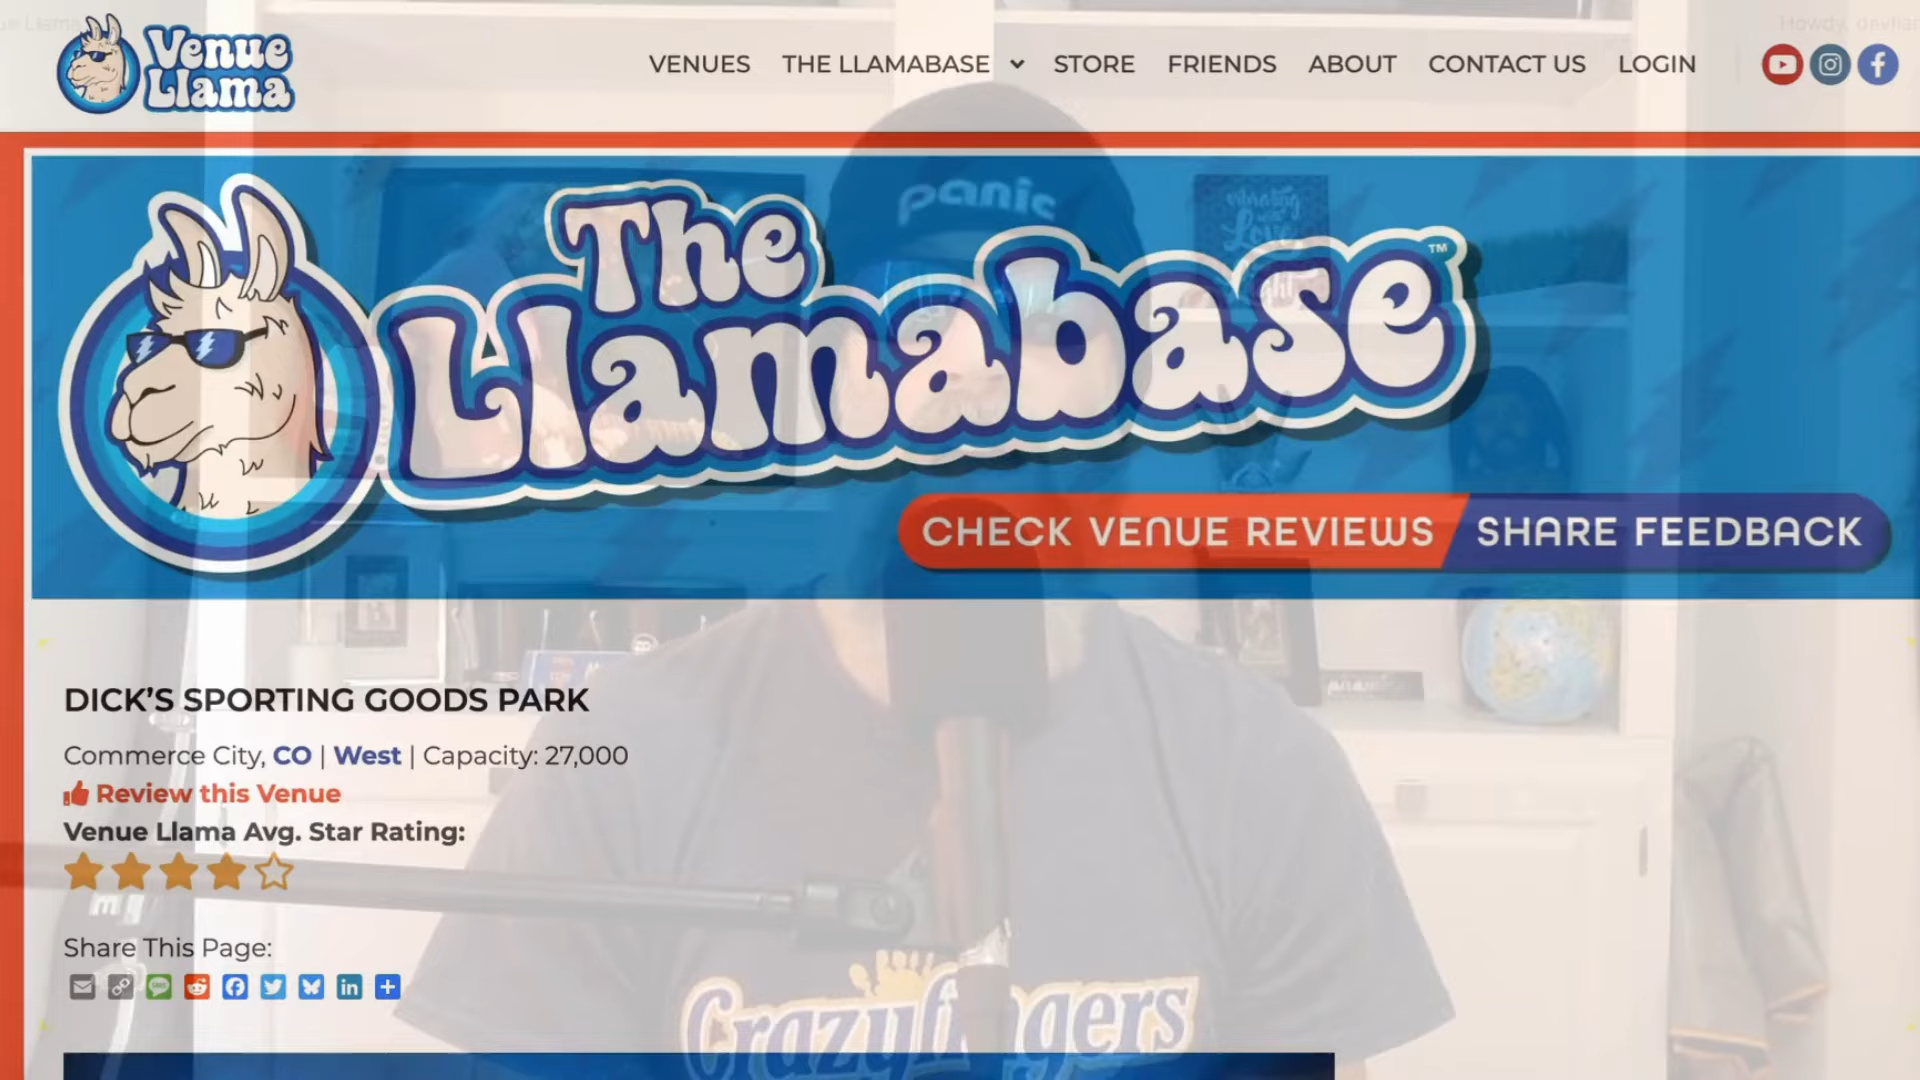 Venue
Llama
VENUES THE LLAMABASE STORE FRIENDS ABOUT CONTACT US LOGIN
panic
The
Llamabase™
CHECK VENUE REVIEWS SHARE FEEDBACK
DICK’S SPORTING GOODS PARK
Commerce City, CO | West | Capacity: 27,000
Review this Venue
Venue Llama Avg. Star Rating:
Share This Page: